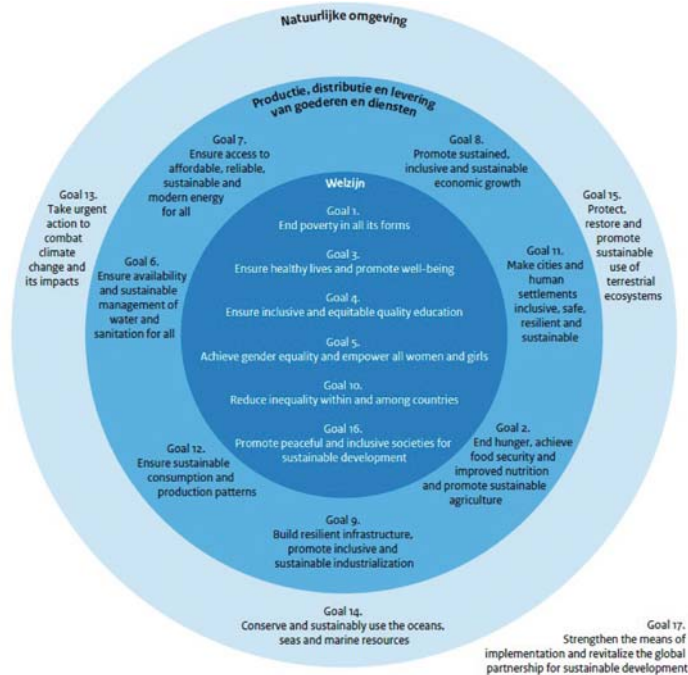 Natuurlijke omgeving
Productie, distributie en levering
van goederen en diensten
Goal 7.
Ensure access to
affordable, reliable,
sustainable and
modern energy
for all
Goal 8.
Promote sustained,
inclusive and sustainable
economic growth
Goal 13.
Take urgent
action to
combat
climate
change and
its impacts
Goal 15.
Protect,
restore and
promote
sustainable
use of
terrestrial
ecosystems
Goal 6.
Ensure availability
and sustainable
management of
water and
sanitation for all
Goal 11.
Make cities and
human
settlements
inclusive, safe,
resilient and
sustainable
Welzijn
Goal 1.
End poverty in all its forms
Goal 3.
Ensure healthy lives and promote well-being
Goal 4.
Ensure inclusive and equitable quality education
Goal 5.
Achieve gender equality and empower all women and girls
Goal 10.
Reduce inequality within and among countries
Goal 16.
Promote peaceful and inclusive societies for
sustainable development
Goal 12.
Ensure sustainable
consumption and
production patterns
Goal 2.
End hunger, achieve
food security and
improved nutrition
and promote sustainable
agriculture
Goal 9.
Build resilient infrastructure,
promote inclusive and
sustainable industrialization
Goal 14.
Conserve and sustainably use the oceans,
seas and marine resources
Goal 17.
Strengthen the means of
implementation and revitalize the global
partnership for sustainable development